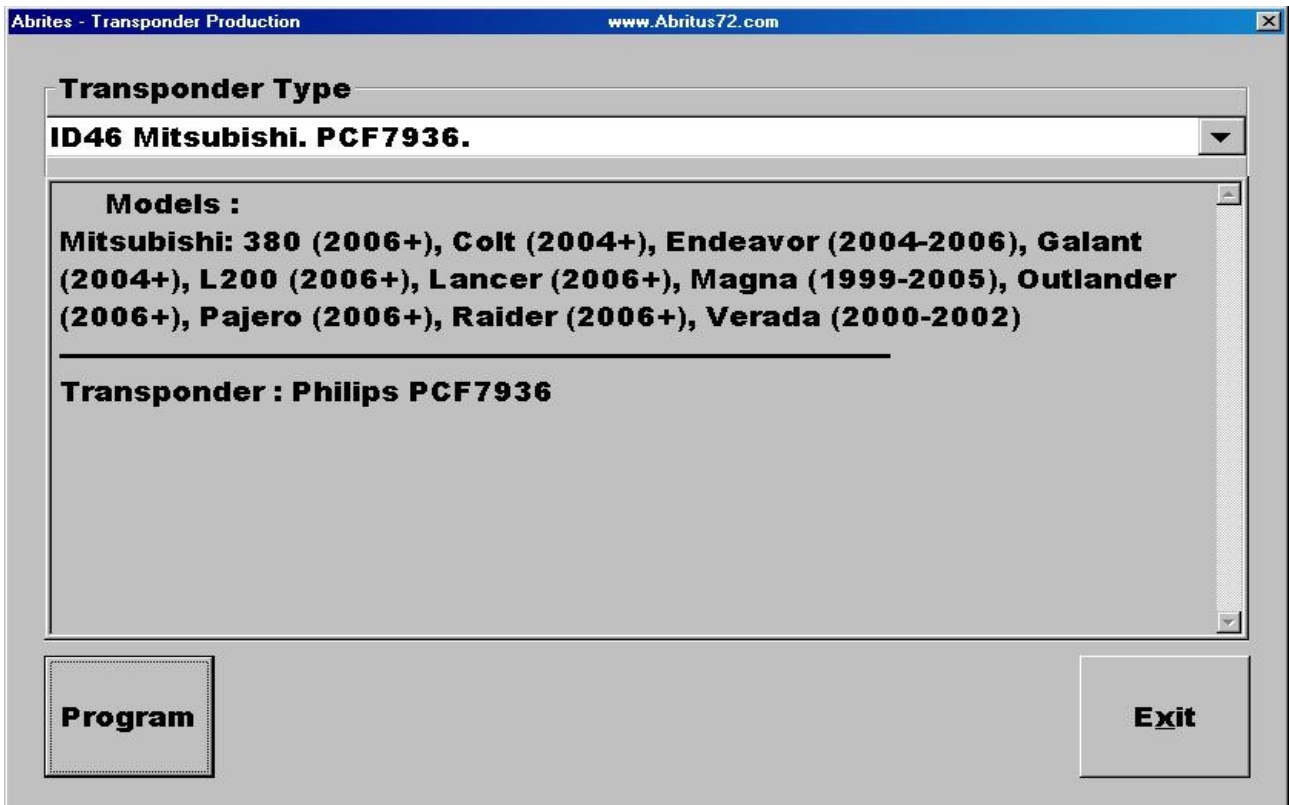 Abrites - Transponder Production www.Abritus72.com
Transponder Type
ID46 Mitsubishi. PCF7936.
Models :
Mitsubishi: 380 (2006+), Colt (2004+), Endeavor (2004-2006), Galant
(2004+), L200 (2006+), Lancer (2006+), Magna (1999-2005), Outlander
(2006+), Pajero (2006+), Raider (2006+), Verada (2000-2002)
Transponder : Philips PCF7936
Program Exit